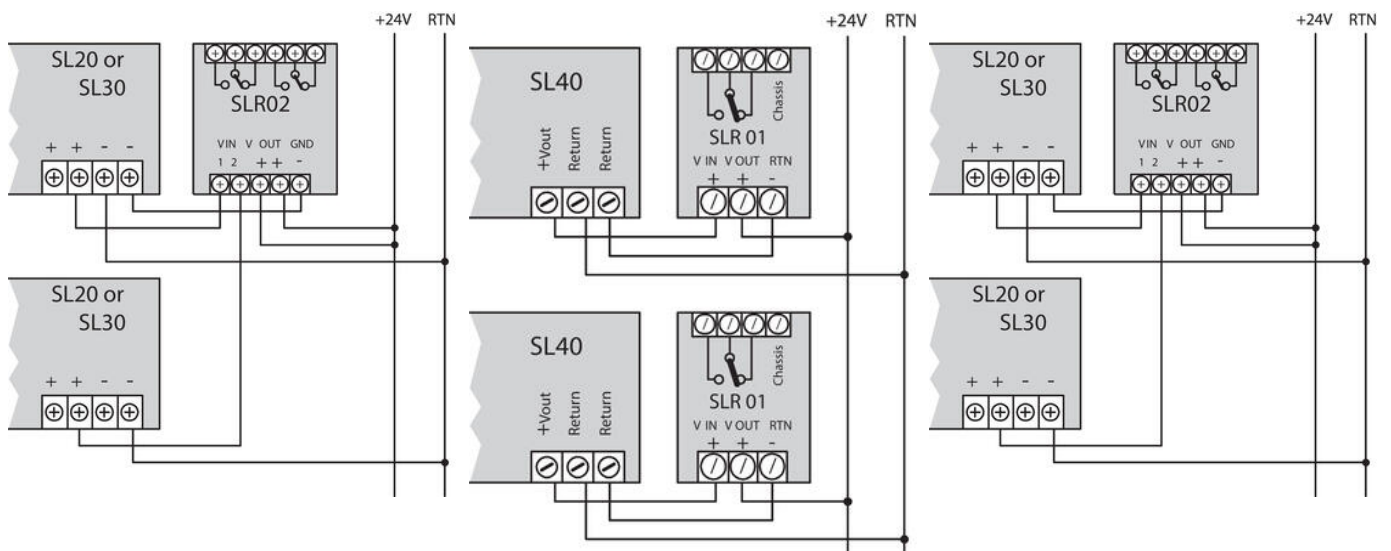 +24V RTN
SL20 or
SL30
SLR02
VIN V OUT GND
1 2 + + -
+ + - -
SL20 or
SL30
+ + - -
+24V RTN
SL40
+Vout
Return
Return
Chassis
SLR 01
V IN V OUT RTN
+ + -
SL40
+Vout
Return
Return
Chassis
SLR 01
V IN V OUT RTN
+ + -
+24V RTN
SL20 or
SL30
SLR02
VIN V OUT GND
1 2 + + -
+ + - -
SL20 or
SL30
+ + - -